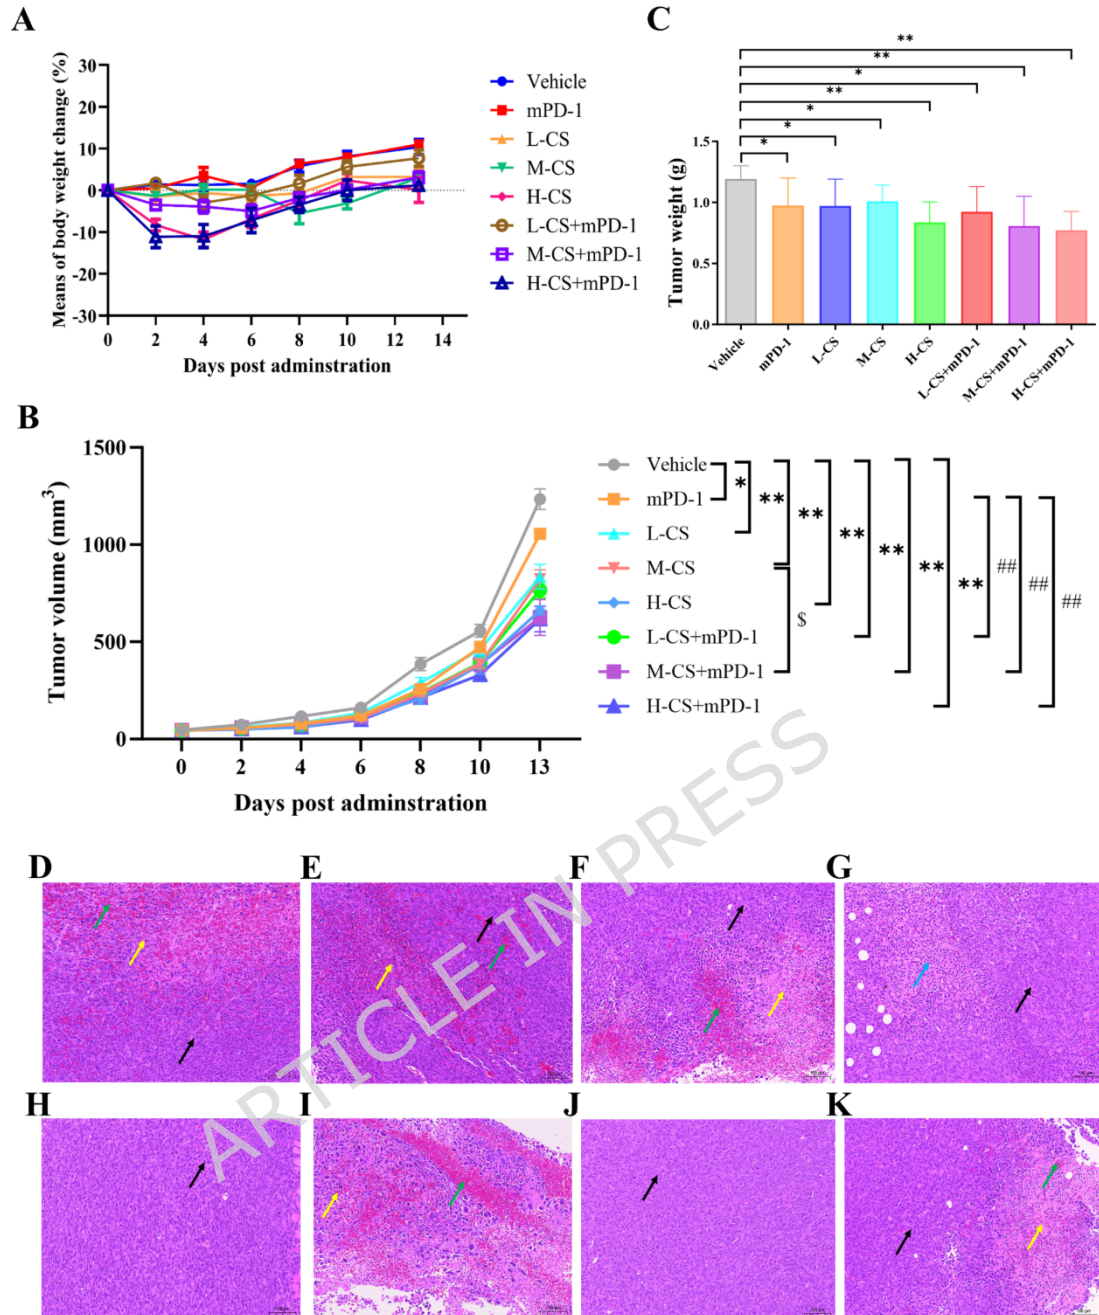 A
Means of body weight change (%)
30
20
10
0
-10
-20
-30
0 2 4 6 8 10 12 14
Days post adminstration
Vehicle
mPD-1
L-CS
M-CS
H-CS
L-CS+mPD-1
M-CS+mPD-1
H-CS+mPD-1
C
**
**
*
**
*
*
*
Tumor weight (g)
1.5
1.0
0.5
0.0
Vehicle
mPD-1
L-CS
M-CS
H-CS
L-CS+mPD-1
M-CS+mPD-1
H-CS+mPD-1
B
Tumor volume (mm3)
1500
1000
500
0
0 2 4 6 8 10 13
Days post adminstration
Vehicle
mPD-1
L-CS
M-CS
H-CS
L-CS+mPD-1
M-CS+mPD-1
H-CS+mPD-1
*
**
$
**
**
**
**
**
##
##
##
D E F G
H I J K
ARTICLE IN PRESS